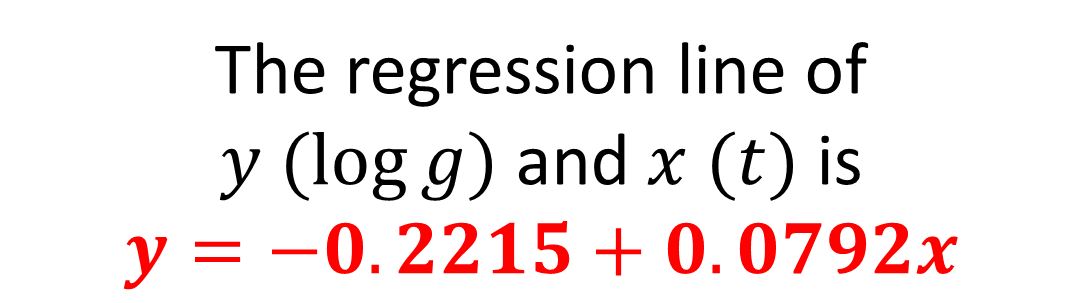 The regression line of
y (log g) and x (t) is
y = −0.2215 + 0.0792x